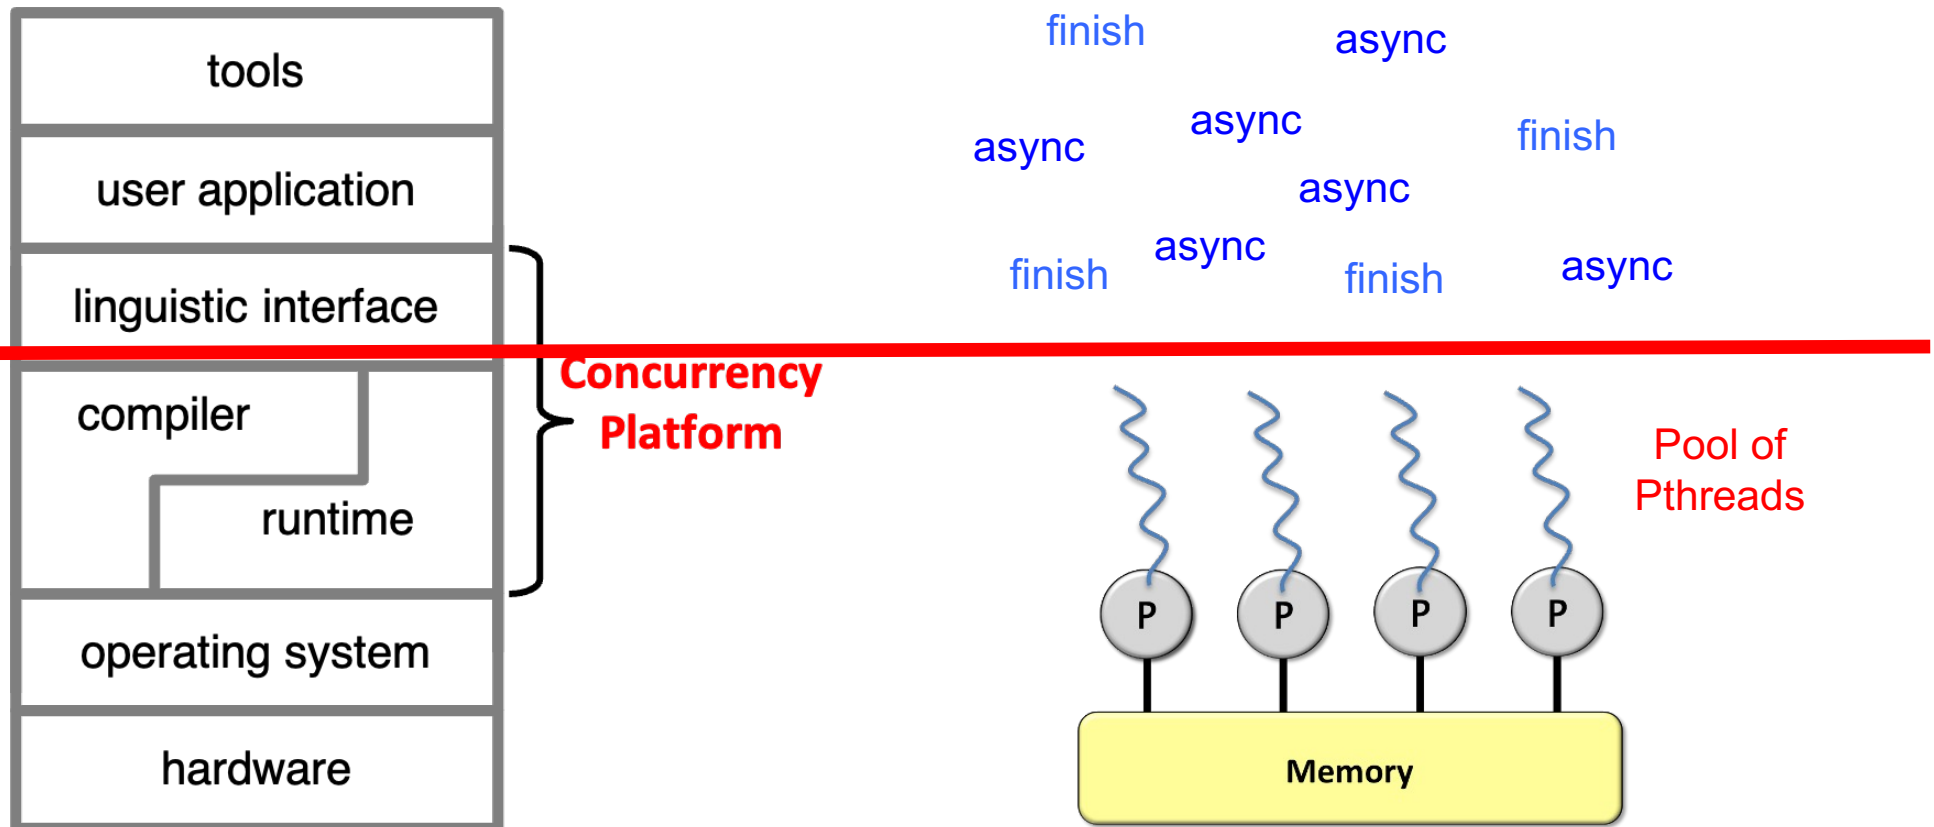 tools
user application
linguistic interface
compiler
runtime
operating system
hardware
Concurrency
Platform
finish
async
async
async
finish
async
async
finish
finish
async
Pool of
Pthreads
P
P
P
P
Memory